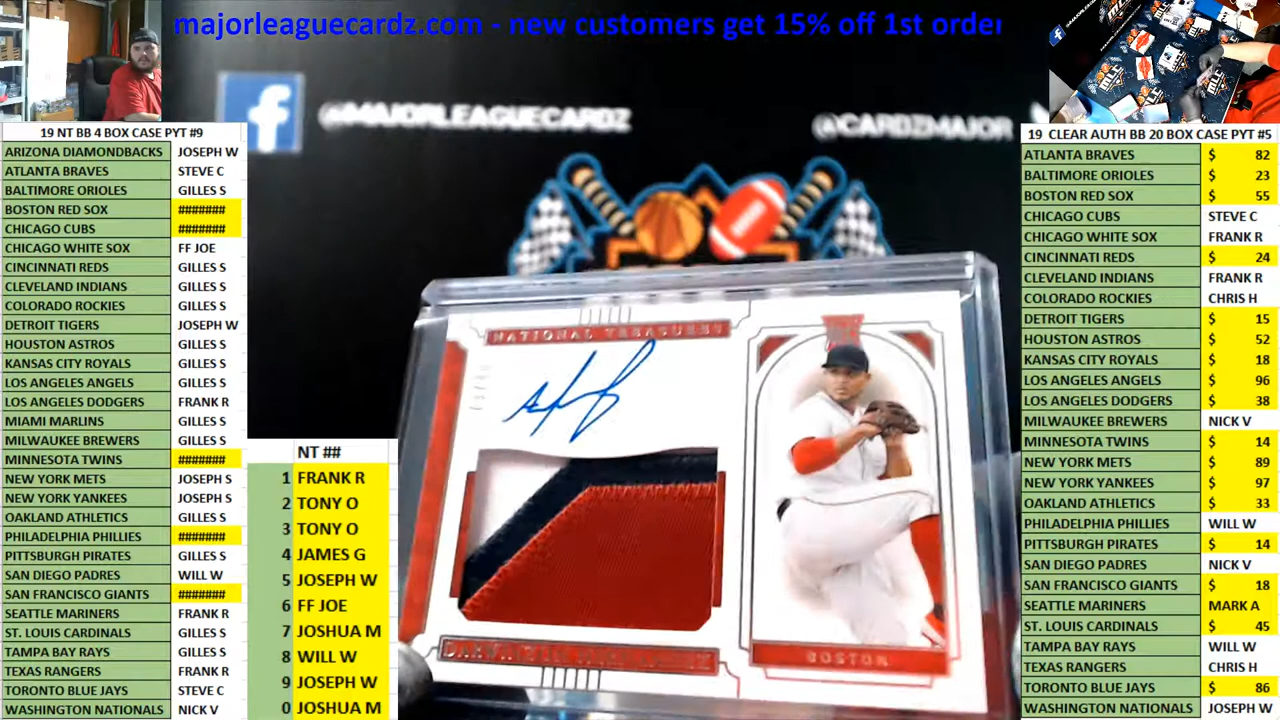 majorleaguecardz.com - new customers get 15% off 1st order
@MAJORLEAGUECARDZ
@CARDZMAJOR
19 NT BB 4 BOX CASE PYT #9
ARIZONA DIAMONDBACKS JOSEPH W
ATLANTA BRAVES STEVE C
BALTIMORE ORIOLES GILLES S
BOSTON RED SOX #######
CHICAGO CUBS #######
CHICAGO WHITE SOX FF JOE
CINCINNATI REDS GILLES S
CLEVELAND INDIANS GILLES S
COLORADO ROCKIES GILLES S
DETROIT TIGERS JOSEPH W
HOUSTON ASTROS GILLES S
KANSAS CITY ROYALS GILLES S
LOS ANGELES ANGELS GILLES S
LOS ANGELES DODGERS FRANK R
MIAMI MARLINS GILLES S
MILWAUKEE BREWERS GILLES S
MINNESOTA TWINS #######
NEW YORK METS JOSEPH S
NEW YORK YANKEES JOSEPH S
OAKLAND ATHLETICS GILLES S
PHILADELPHIA PHILLIES #######
PITTSBURGH PIRATES GILLES S
SAN DIEGO PADRES WILL W
SAN FRANCISCO GIANTS #######
SEATTLE MARINERS FRANK R
ST. LOUIS CARDINALS GILLES S
TAMPA BAY RAYS GILLES S
TEXAS RANGERS FRANK R
TORONTO BLUE JAYS STEVE C
WASHINGTON NATIONALS NICK V
NT ##
1 FRANK R
2 TONY O
3 TONY O
4 JAMES G
5 JOSEPH W
6 FF JOE
7 JOSHUA M
8 WILL W
9 JOSEPH W
0 JOSHUA M
NATIONAL TREASURES
BOSTON
19 CLEAR AUTH BB 20 BOX CASE PYT #5
ATLANTA BRAVES $ 82
BALTIMORE ORIOLES $ 23
BOSTON RED SOX $ 55
CHICAGO CUBS STEVE C
CHICAGO WHITE SOX FRANK R
CINCINNATI REDS $ 24
CLEVELAND INDIANS FRANK R
COLORADO ROCKIES CHRIS H
DETROIT TIGERS $ 15
HOUSTON ASTROS $ 52
KANSAS CITY ROYALS $ 18
LOS ANGELES ANGELS $ 96
LOS ANGELES DODGERS $ 38
MILWAUKEE BREWERS NICK V
MINNESOTA TWINS $ 14
NEW YORK METS $ 89
NEW YORK YANKEES $ 97
OAKLAND ATHLETICS $ 33
PHILADELPHIA PHILLIES WILL W
PITTSBURGH PIRATES $ 14
SAN DIEGO PADRES NICK V
SAN FRANCISCO GIANTS $ 18
SEATTLE MARINERS MARK A
ST. LOUIS CARDINALS $ 45
TAMPA BAY RAYS WILL W
TEXAS RANGERS CHRIS H
TORONTO BLUE JAYS $ 86
WASHINGTON NATIONALS JOSEPH W